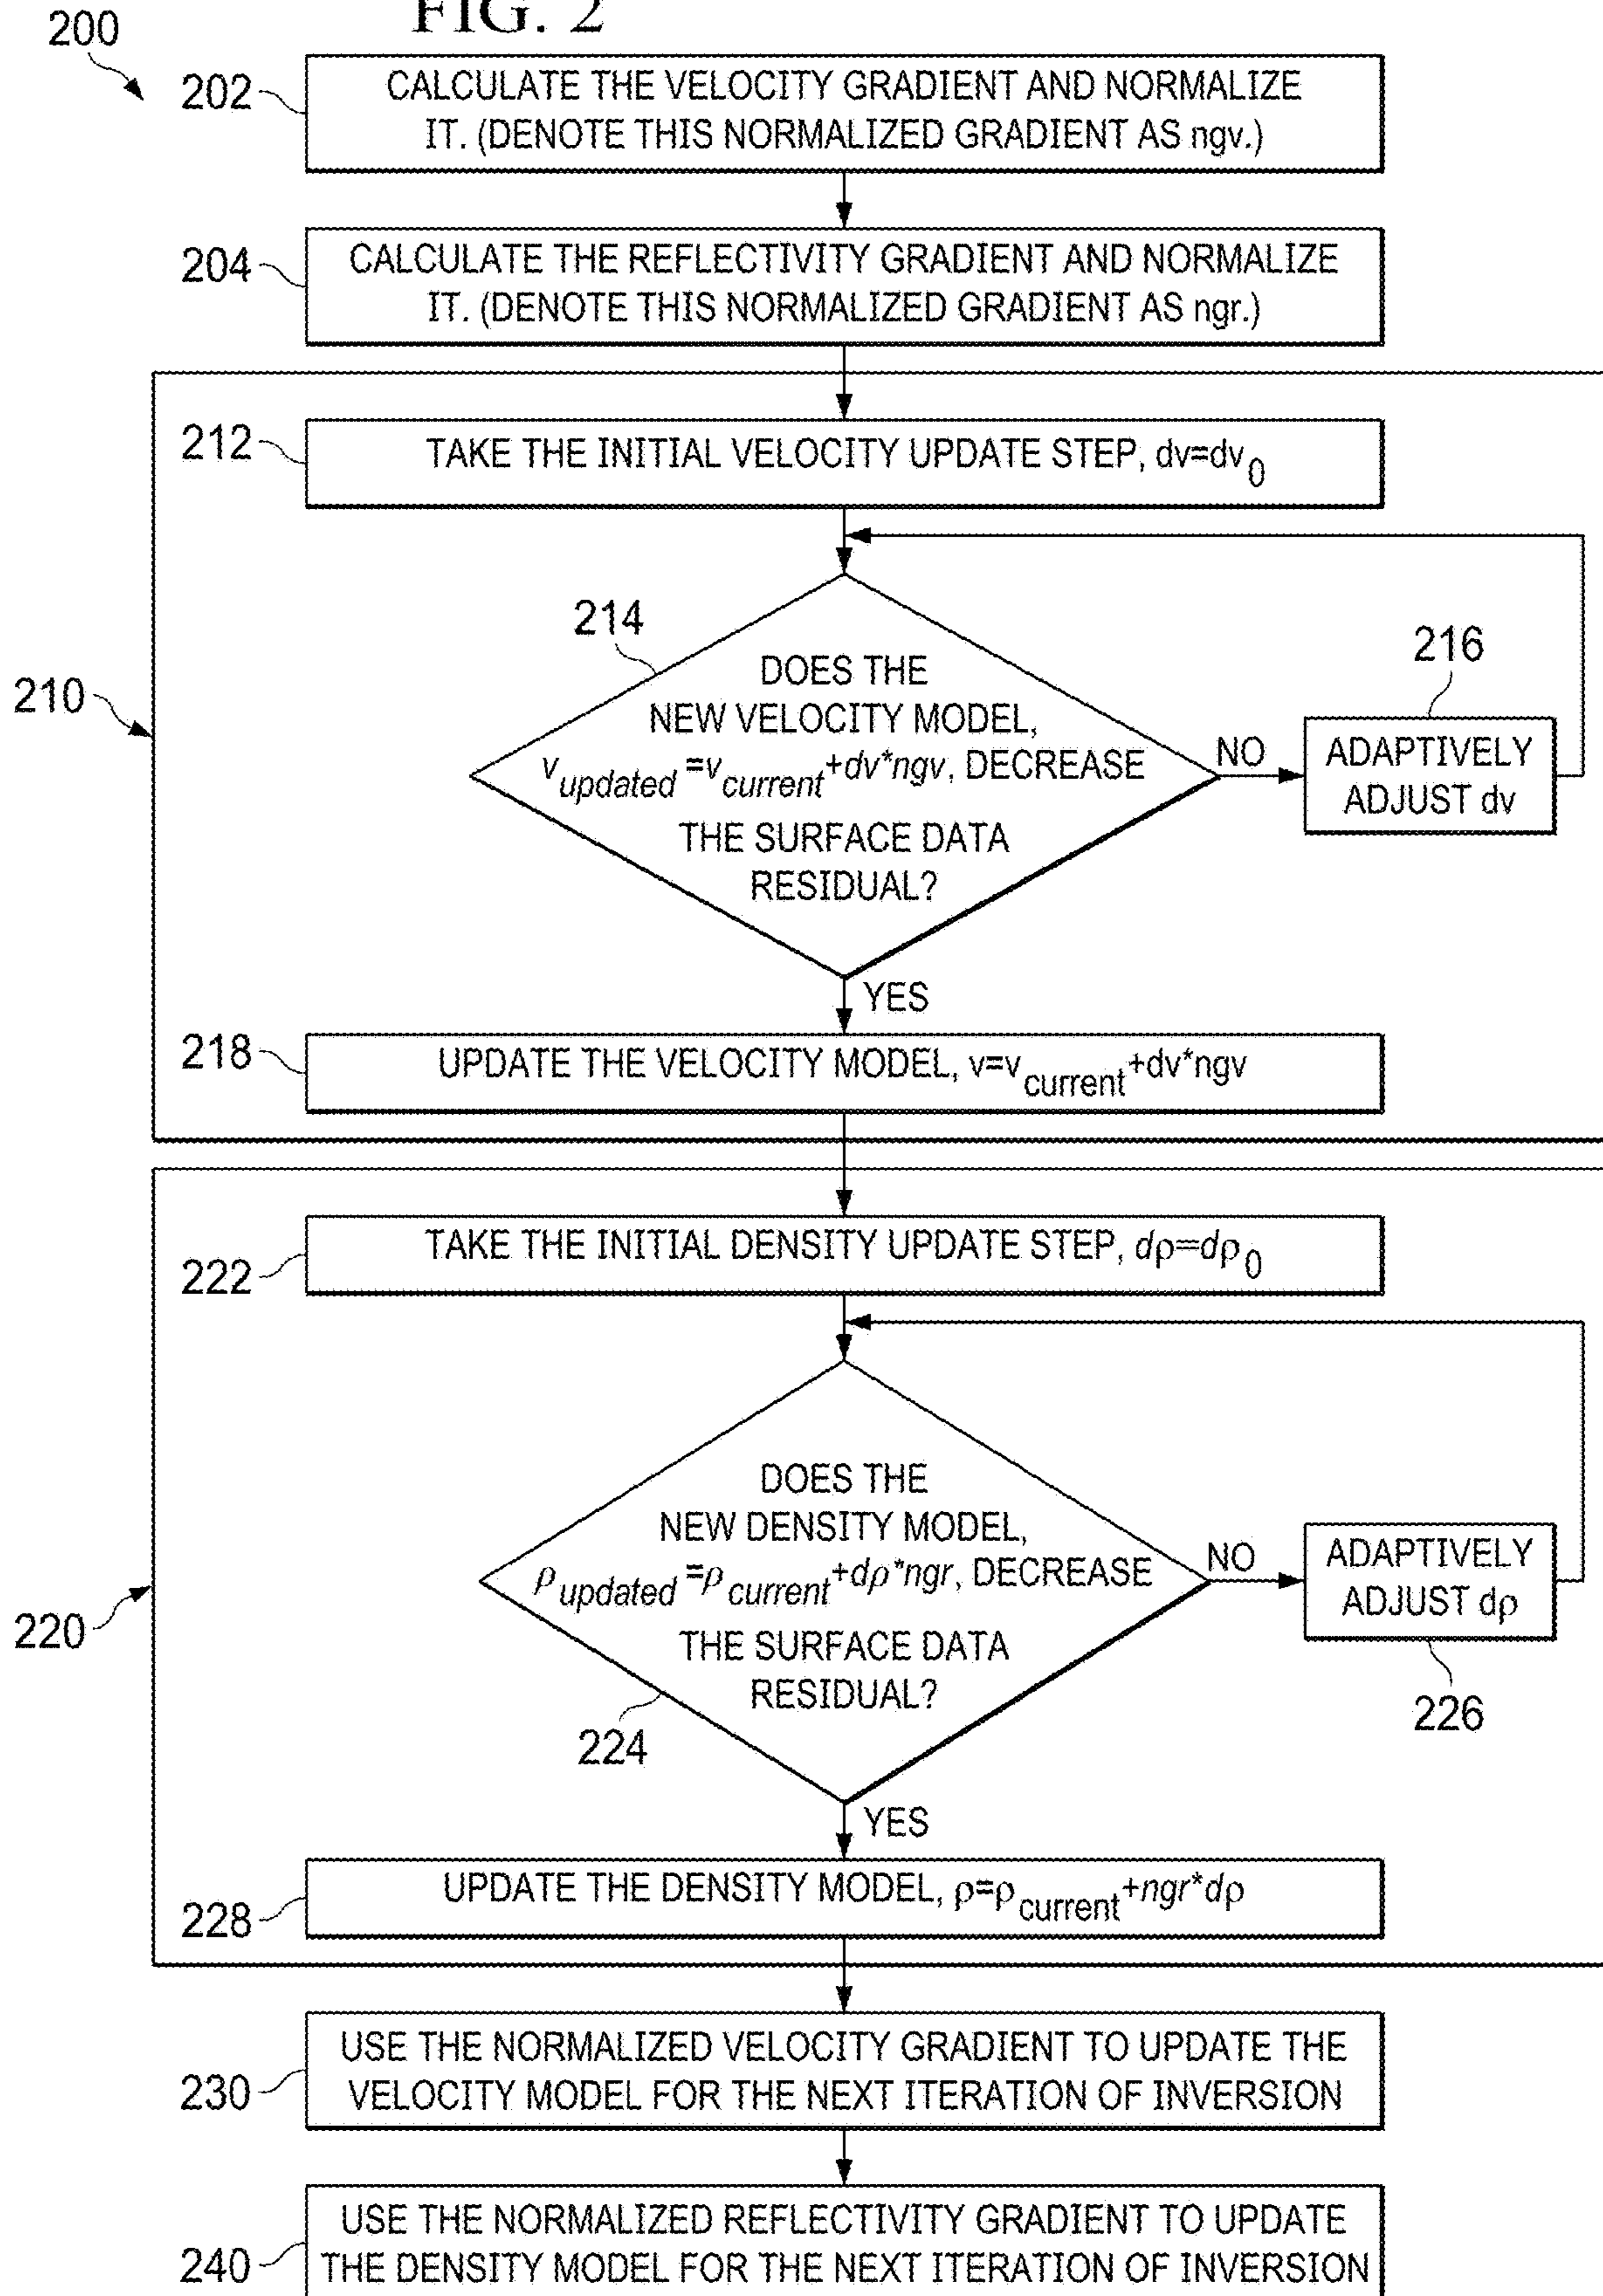 FIG. 2
200
202
CALCULATE THE VELOCITY GRADIENT AND NORMALIZE
IT. (DENOTE THIS NORMALIZED GRADIENT AS ngv.)
204
CALCULATE THE REFLECTIVITY GRADIENT AND NORMALIZE
IT. (DENOTE THIS NORMALIZED GRADIENT AS ngr.)
210
212
TAKE THE INITIAL VELOCITY UPDATE STEP, dv=dv0
214
DOES THE
NEW VELOCITY MODEL,
vupdated=vcurrent+dv*ngv, DECREASE
THE SURFACE DATA
RESIDUAL?
NO
216
ADAPTIVELY
ADJUST dv
YES
218
UPDATE THE VELOCITY MODEL, v=vcurrent+dv*ngv
220
222
TAKE THE INITIAL DENSITY UPDATE STEP, dρ=dρ0
224
DOES THE
NEW DENSITY MODEL,
ρupdated=ρcurrent+dρ*ngr, DECREASE
THE SURFACE DATA
RESIDUAL?
NO
ADAPTIVELY
ADJUST dρ
226
YES
228
UPDATE THE DENSITY MODEL, ρ=ρcurrent+ngr*dρ
230
USE THE NORMALIZED VELOCITY GRADIENT TO UPDATE THE
VELOCITY MODEL FOR THE NEXT ITERATION OF INVERSION
240
USE THE NORMALIZED REFLECTIVITY GRADIENT TO UPDATE
THE DENSITY MODEL FOR THE NEXT ITERATION OF INVERSION